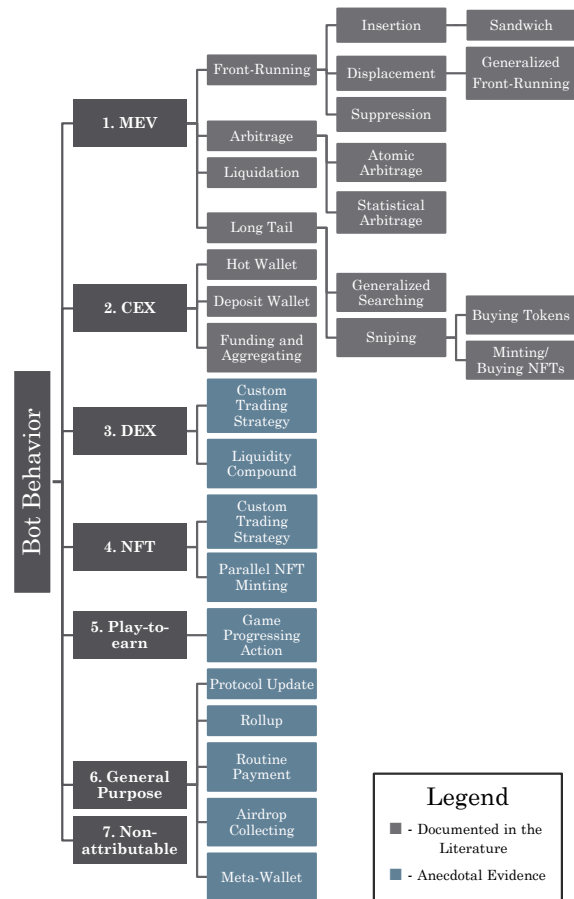 Bot Behavior
1. MEV
Front-Running
Insertion
Sandwich
Displacement
Generalized
Front-Running
Suppression
Arbitrage
Atomic
Arbitrage
Statistical
Arbitrage
Liquidation
Long Tail
Generalized
Searching
Sniping
Buying Tokens
Minting/
Buying NFTs
2. CEX
Hot Wallet
Deposit Wallet
Funding and
Aggregating
3. DEX
Custom
Trading
Strategy
Liquidity
Compound
4. NFT
Custom
Trading
Strategy
Parallel NFT
Minting
5. Play-to-
earn
Game
Progressing
Action
6. General
Purpose
Protocol Update
Rollup
Routine
Payment
Airdrop
Collecting
Meta-Wallet
7. Non-
attributable
Legend
- Documented in the
Literature
- Anecdotal Evidence